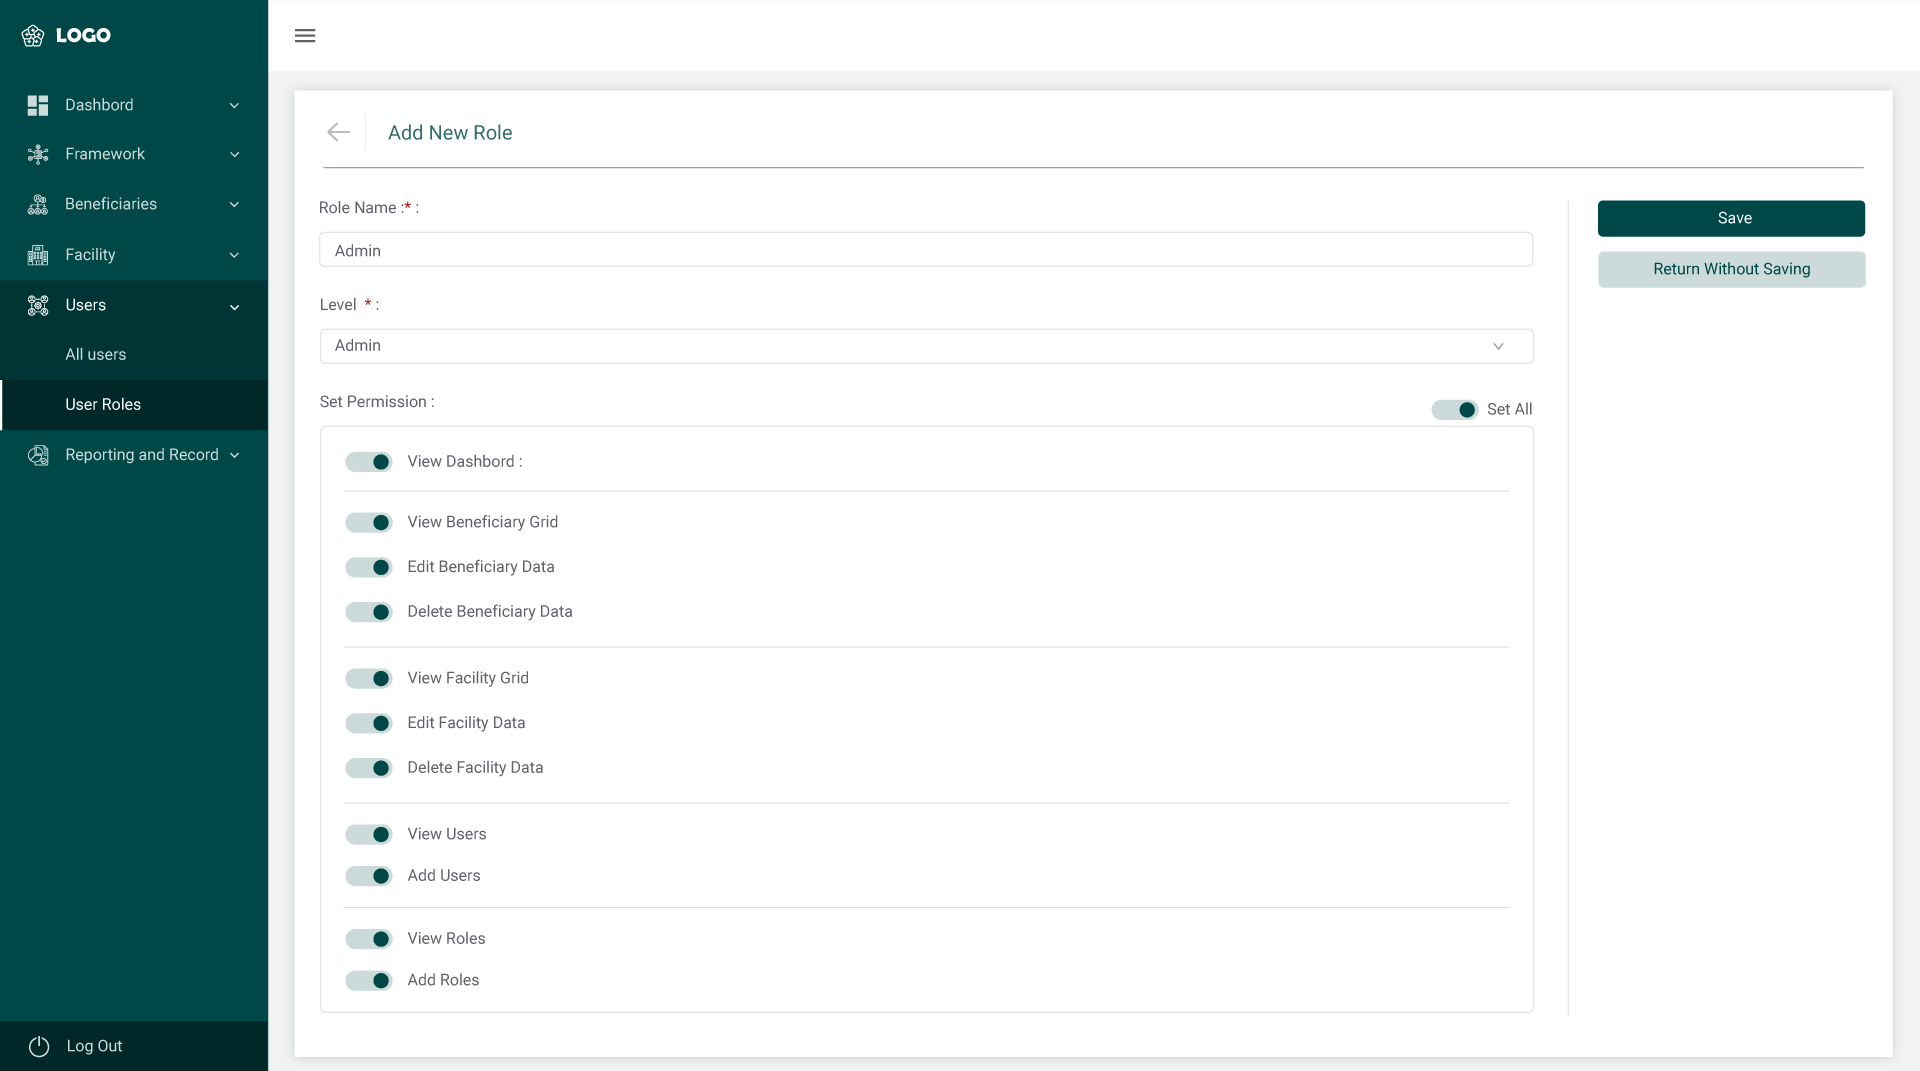 LOGO
Dashbord
Framework
Beneficiaries
Facility
Users
All users
User Roles
Reporting and Record
Log Out
Add New Role
Role Name :* :
Admin
Level * :
Admin
Set Permission :
Set All
View Dashbord :
View Beneficiary Grid
Edit Beneficiary Data
Delete Beneficiary Data
View Facility Grid
Edit Facility Data
Delete Facility Data
View Users
Add Users
View Roles
Add Roles
Save
Return Without Saving